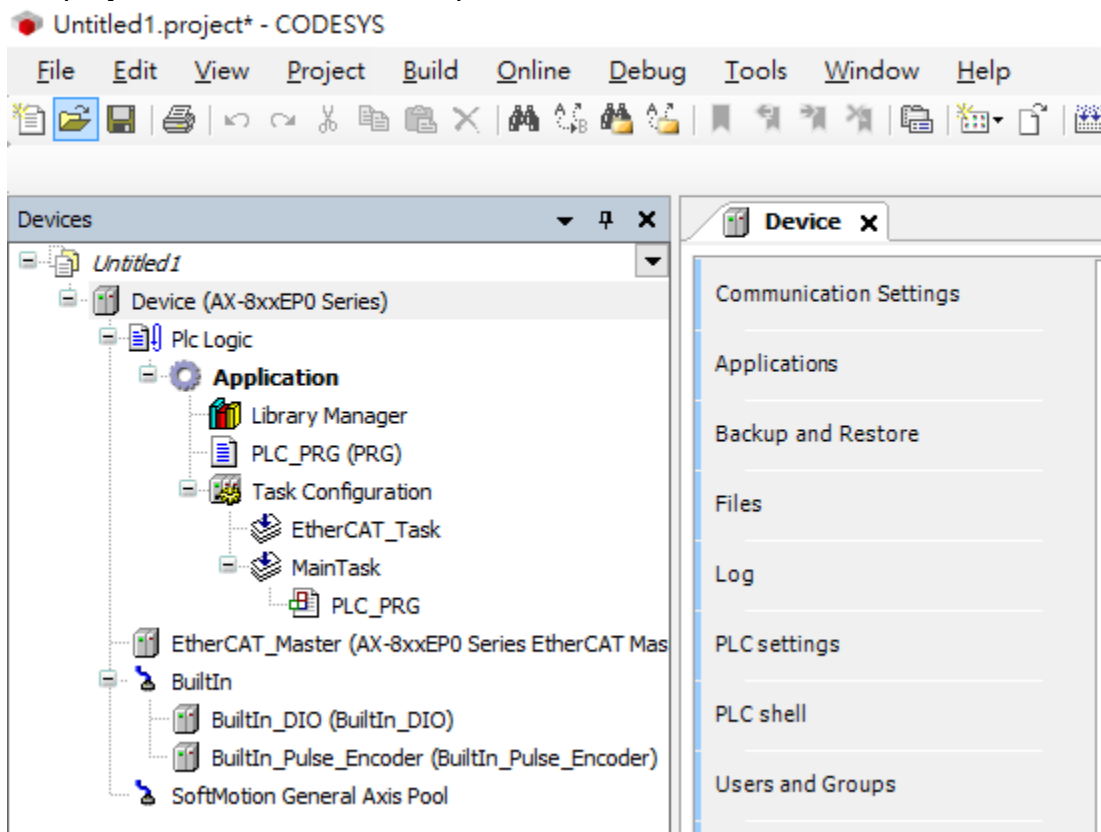 Untitled1.project* - CODESYS
File Edit View Project Build Online Debug Tools Window Help
Devices
Device
Untitled1
Device (AX-8xxEP0 Series)
Plc Logic
Application
Library Manager
PLC_PRG (PRG)
Task Configuration
EtherCAT_Task
MainTask
PLC_PRG
EtherCAT_Master (AX-8xxEP0 Series EtherCAT Mas
BuiltIn
BuiltIn_DIO (BuiltIn_DIO)
BuiltIn_Pulse_Encoder (BuiltIn_Pulse_Encoder)
SoftMotion General Axis Pool
Communication Settings
Applications
Backup and Restore
Files
Log
PLC settings
PLC shell
Users and Groups